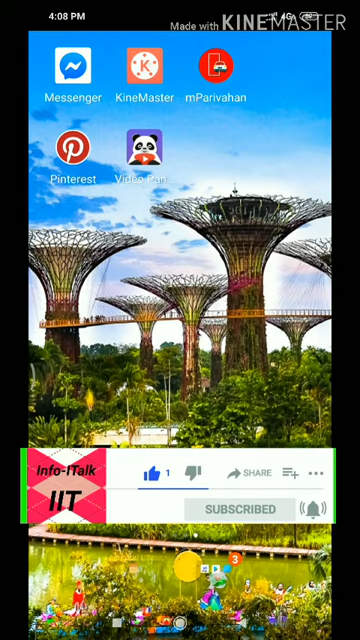 4:08 PM
4G
Made with KINEMASTER
Messenger
KineMaster
mParivahan
Pinterest
Video Pan
Info-ITalk
IIT
1
SHARE
SUBSCRIBED
3